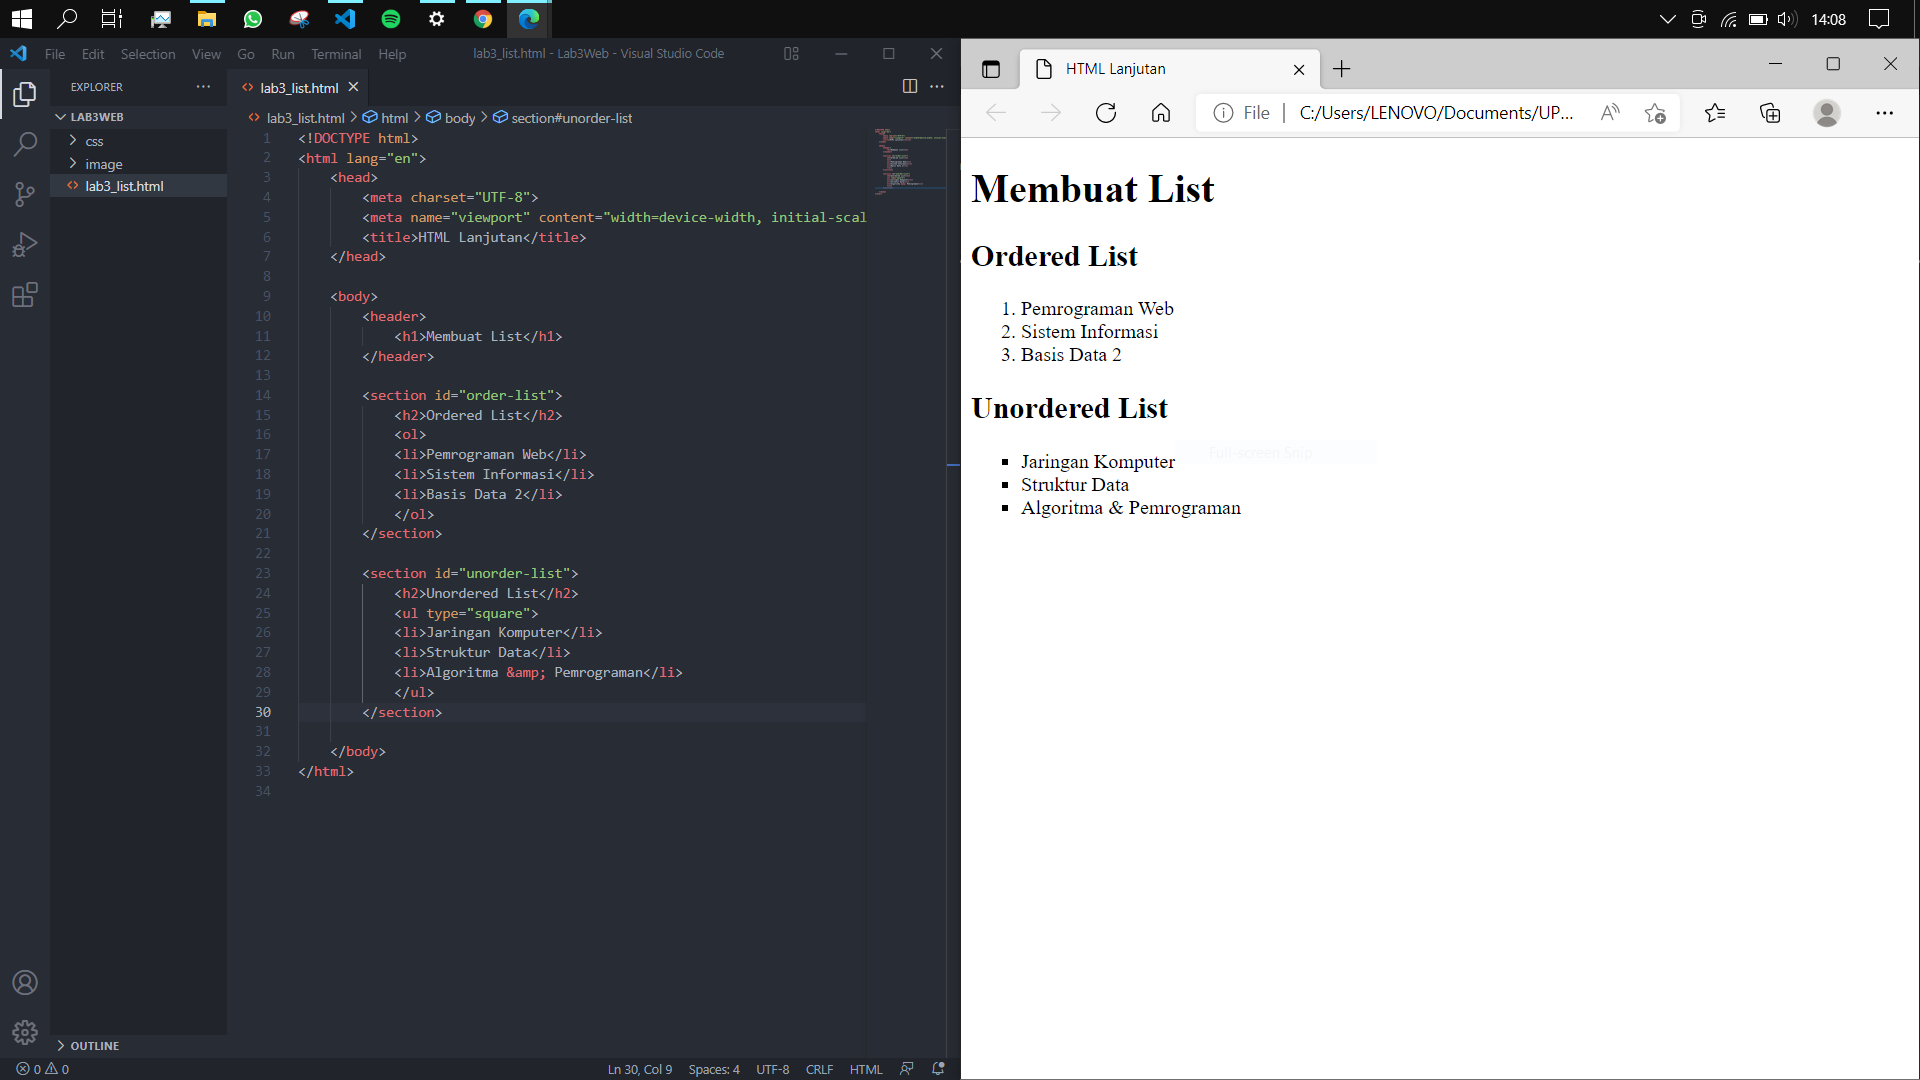 14:08
File Edit Selection View Go Run Terminal Help lab3_list.html - Lab3Web - Visual Studio Code
EXPLORER
LAB3WEB
css
image
lab3_list.html
lab3_list.html
lab3_list.html > html > body > section#unorder-list
1 <!DOCTYPE html>
2 <html lang="en">
3 <head>
4 <meta charset="UTF-8">
5 <meta name="viewport" content="width=device-width, initial-scal
6 <title>HTML Lanjutan</title>
7 </head>
8
9 <body>
10 <header>
11 <h1>Membuat List</h1>
12 </header>
13
14 <section id="order-list">
15 <h2>Ordered List</h2>
16 <ol>
17 <li>Pemrograman Web</li>
18 <li>Sistem Informasi</li>
19 <li>Basis Data 2</li>
20 </ol>
21 </section>
22
23 <section id="unorder-list">
24 <h2>Unordered List</h2>
25 <ul type="square">
26 <li>Jaringan Komputer</li>
27 <li>Struktur Data</li>
28 <li>Algoritma &amp; Pemrograman</li>
29 </ul>
30 </section>
31
32 </body>
33 </html>
34
OUTLINE
0 0 Ln 30, Col 9 Spaces: 4 UTF-8 CRLF HTML
HTML Lanjutan
File | C:/Users/LENOVO/Documents/UP...
Membuat List
Ordered List
1. Pemrograman Web
2. Sistem Informasi
3. Basis Data 2
Unordered List
Full-screen Snip
Jaringan Komputer
Struktur Data
Algoritma & Pemrograman